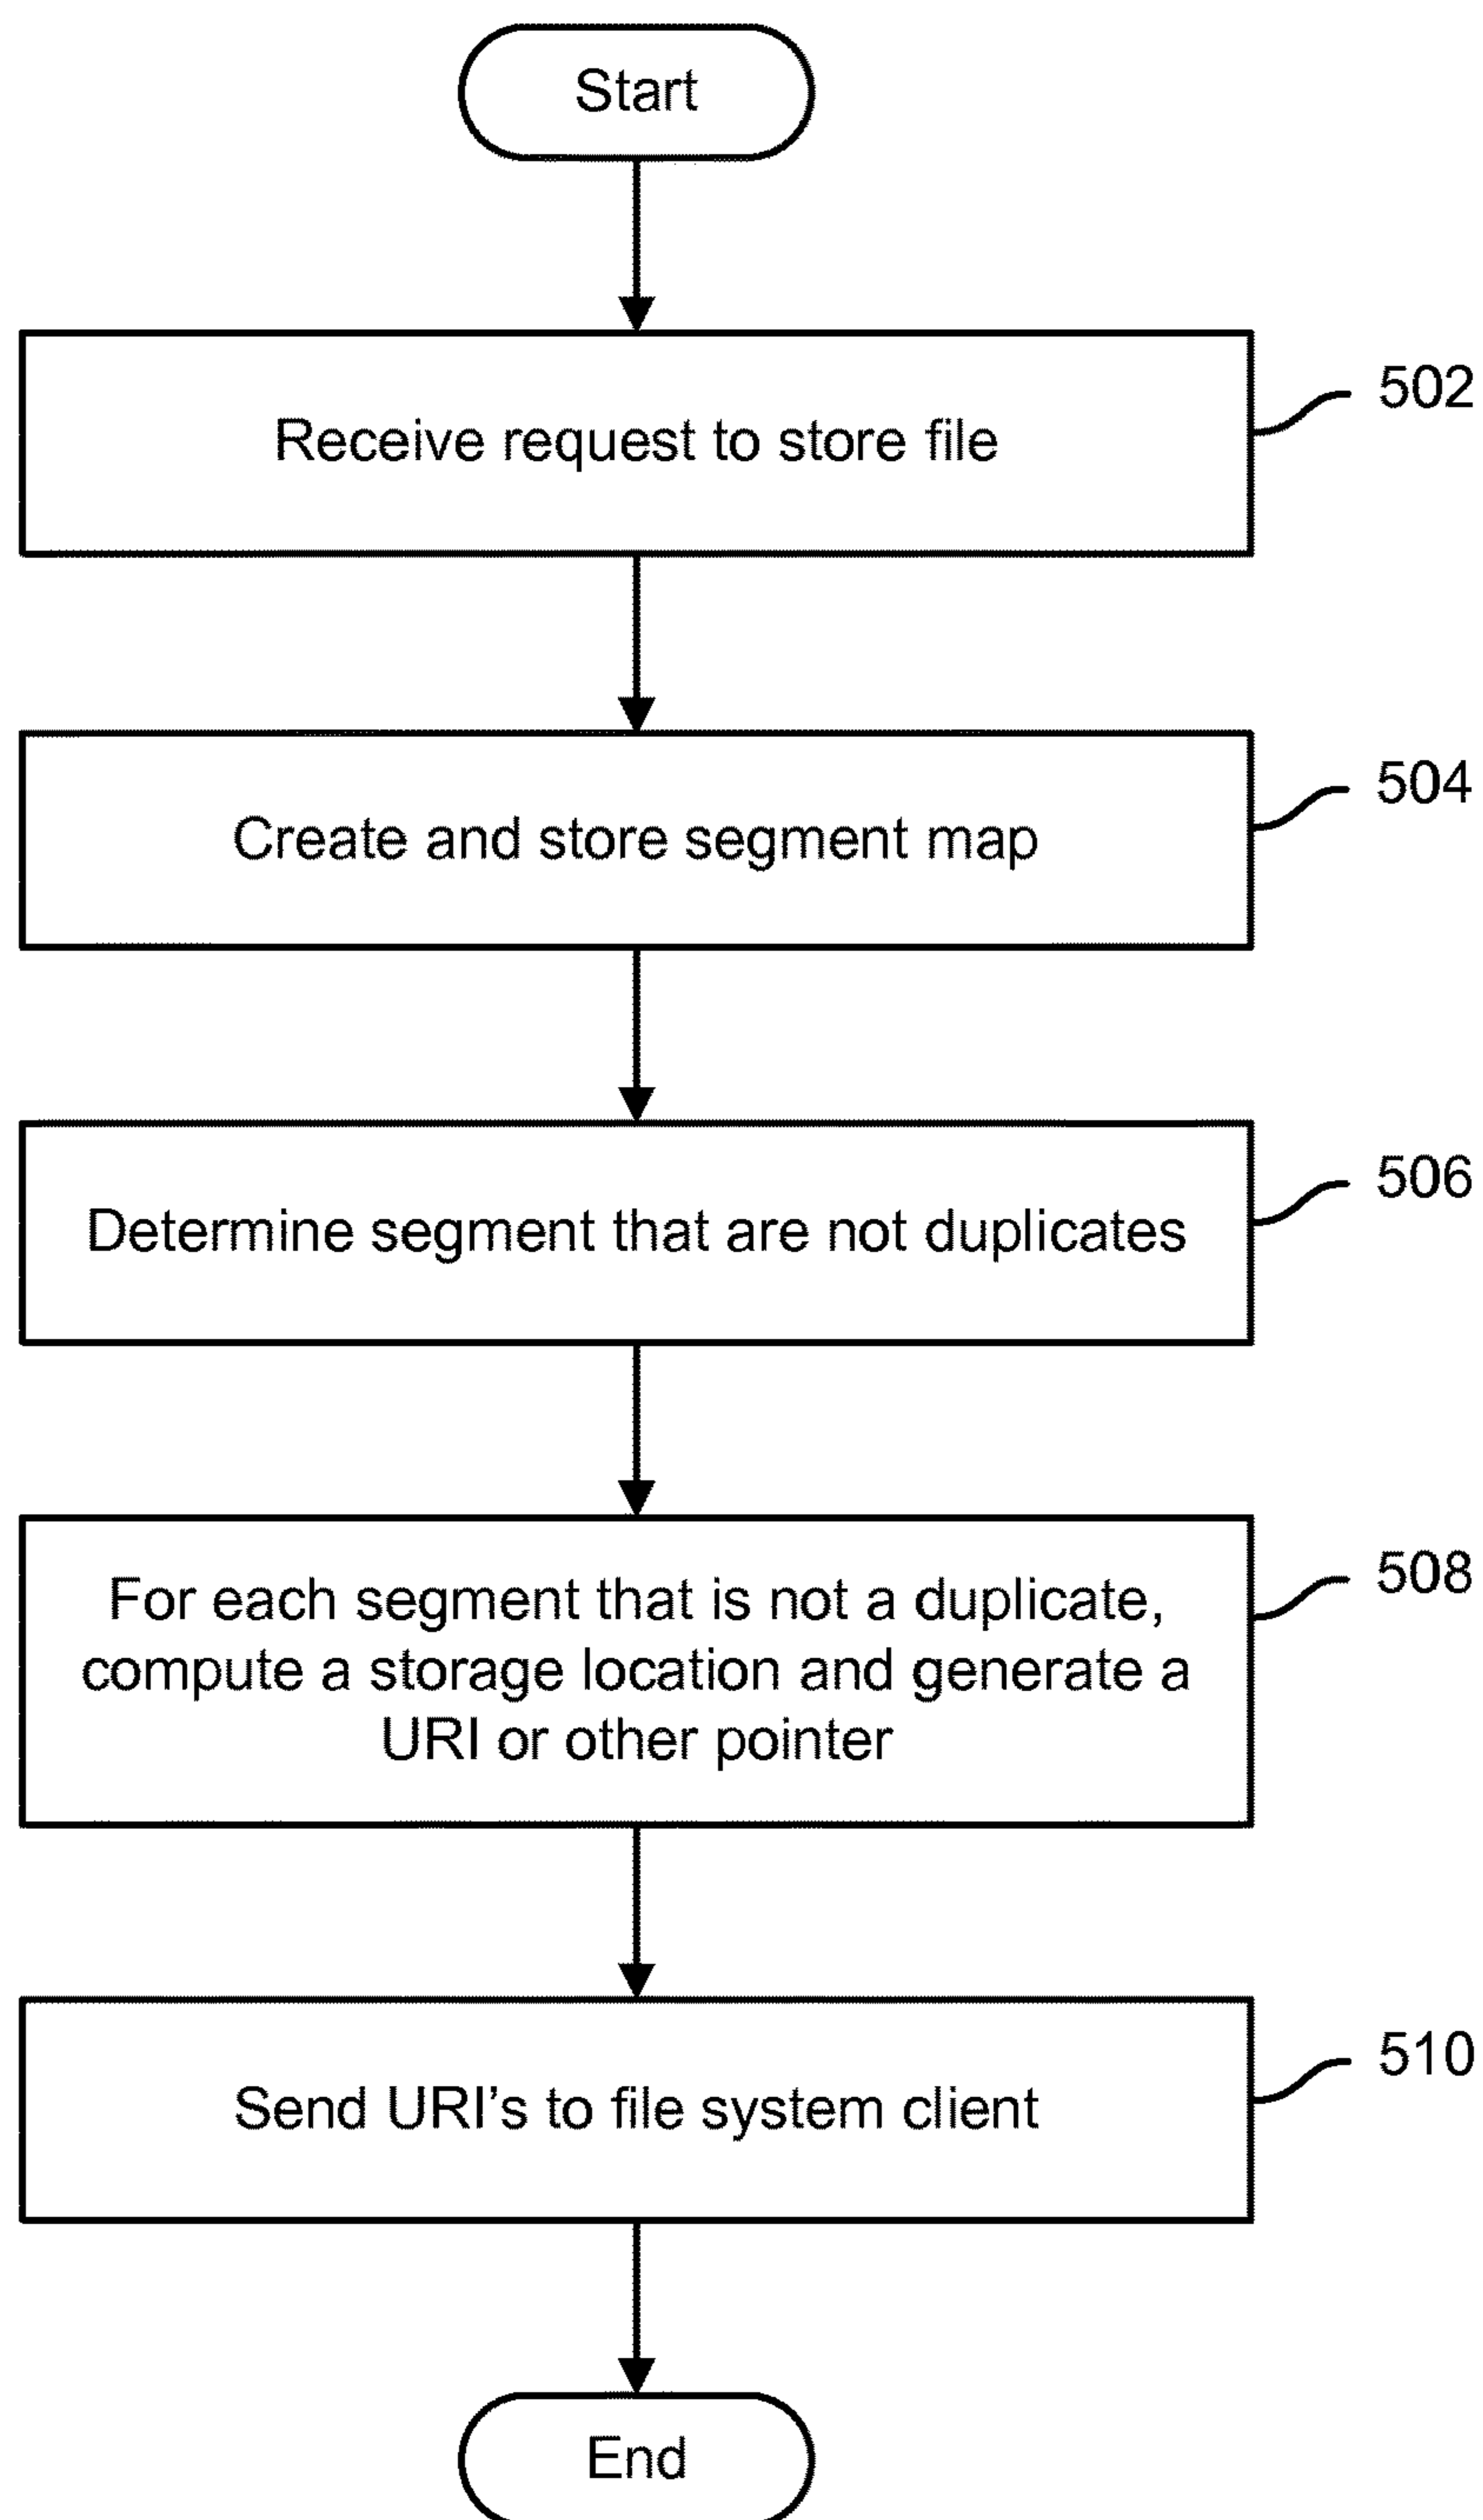 Start
Receive request to store file
502
Create and store segment map
504
Determine segment that are not duplicates
506
For each segment that is not a duplicate,
compute a storage location and generate a
URI or other pointer
508
Send URI's to file system client
510
End